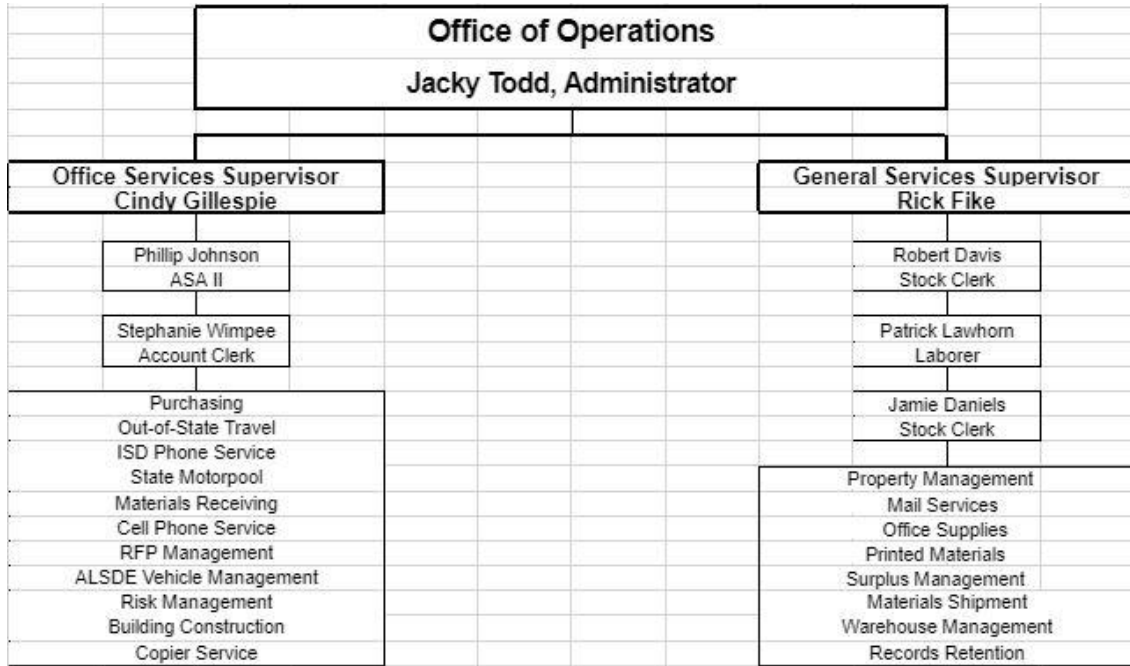 Office of Operations
Jacky Todd, Administrator
Office Services Supervisor
Cindy Gillespie
Phillip Johnson
ASA II
Stephanie Wimpee
Account Clerk
Purchasing
Out-of-State Travel
ISD Phone Service
State Motorpool
Materials Receiving
Cell Phone Service
RFP Management
ALSDE Vehicle Management
Risk Management
Building Construction
Copier Service
General Services Supervisor
Rick Fike
Robert Davis
Stock Clerk
Patrick Lawhorn
Laborer
Jamie Daniels
Stock Clerk
Property Management
Mail Services
Office Supplies
Printed Materials
Surplus Management
Materials Shipment
Warehouse Management
Records Retention